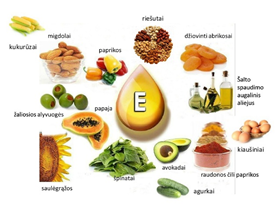 riešutai
migdolai
džiovinti abrikosai
kukurūzai
paprikos
Šalto
spaudimo
augalinis
aliejus
E
žaliosios alyvuogės
papaja
kiaušiniai
avokadai
raudonos čili paprikos
špinatai
saulėgrąžos
agurkai